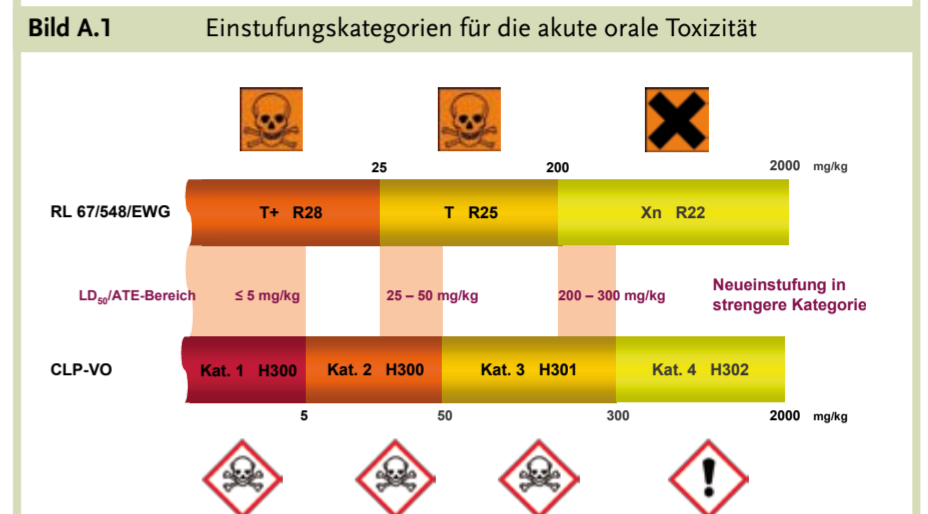 Bild A.1 Einstufungskategorien für die akute orale Toxizität
25 200 2000 mg/kg
RL 67/548/EWG T+ R28 T R25 Xn R22
LD50/ATE-Bereich ≤ 5 mg/kg 25 – 50 mg/kg 200 – 300 mg/kg Neueinstufung in
strengere Kategorie
CLP-VO Kat. 1 H300 Kat. 2 H300 Kat. 3 H301 Kat. 4 H302
5 50 300 2000 mg/kg